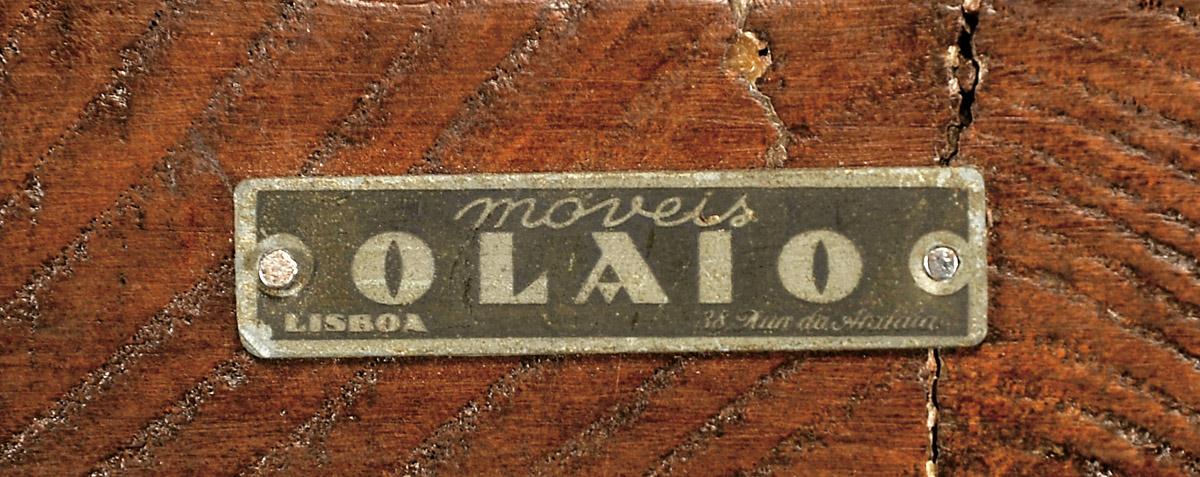 móveis
OLAIO
LISBOA 38 Rua da Atalaia